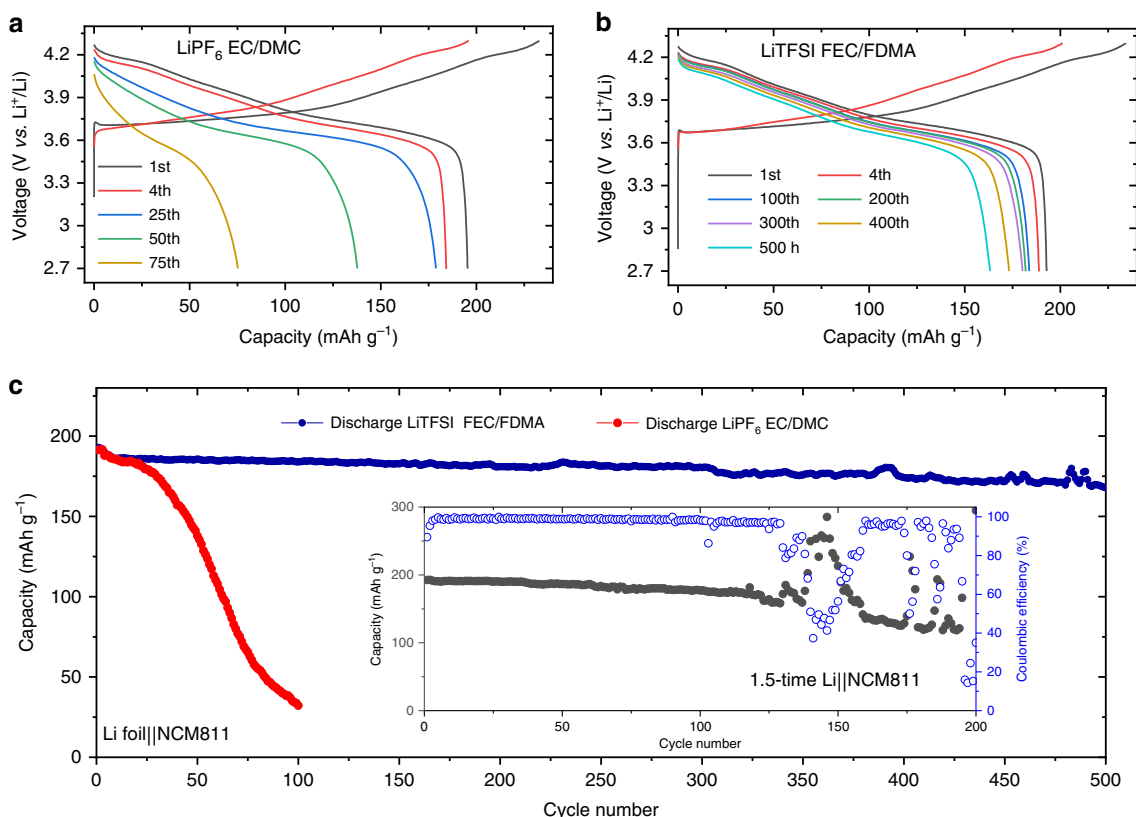 a
LiPF6 EC/DMC
4.2
3.9
3.6
3.3
3
2.7
Voltage (V vs. Li+/Li)
1st
4th
25th
50th
75th
0 50 100 150 200
Capacity (mAh g–1)
b
LiTFSI FEC/FDMA
4.2
3.9
3.6
3.3
3
2.7
Voltage (V vs. Li+/Li)
1st 4th
100th 200th
300th 400th
500 h
0 50 100 150 200
Capacity (mAh g–1)
c
Discharge LiTFSI FEC/FDMA Discharge LiPF6 EC/DMC
200
150
100
50
0
Capacity (mAh g–1)
300
200
100
0
Capacity (mAh g–1)
100
80
60
40
20
0
Coulombic efficiency (%)
1.5-time Li||NCM811
0 50 100 150 200
Cycle number
Li foil||NCM811
0 50 100 150 200 250 300 350 400 450 500
Cycle number